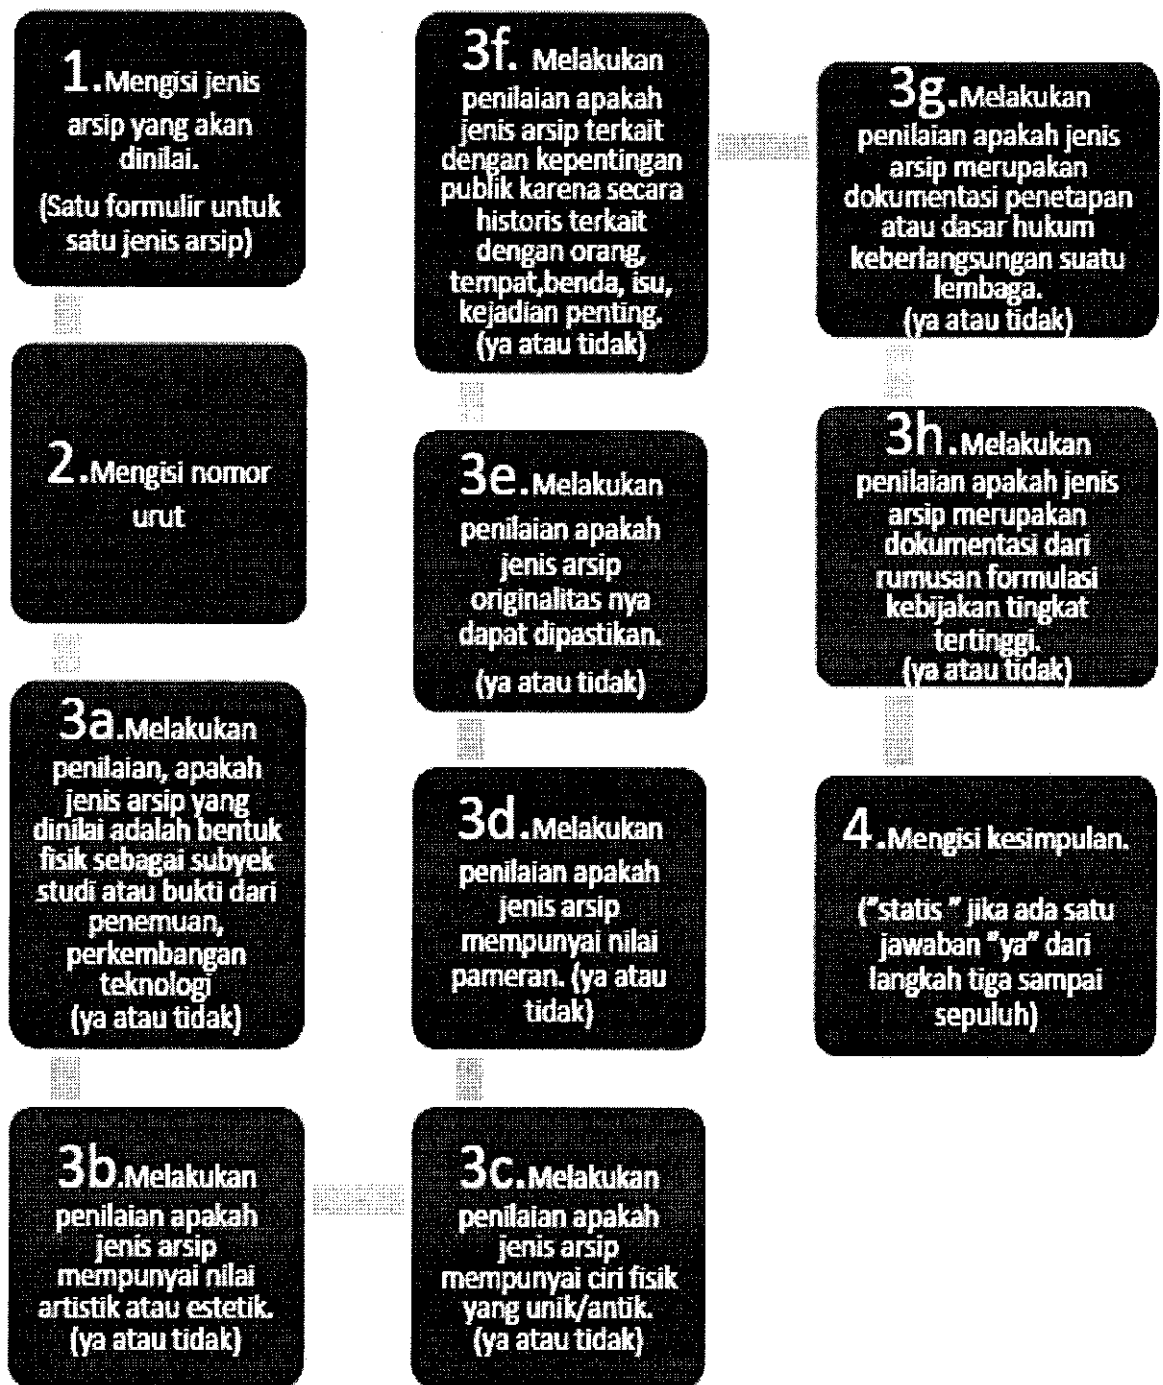 1.Mengisi jenis
arsip yang akan
dinilai.
(Satu formulir untuk
satu jenis arsip)
2.Mengisi nomor
urut
3a.Melakukan
penilaian, apakah
jenis arsip yang
dinilai adalah bentuk
fisik sebagai subyek
studi atau bukti dari
penemuan,
perkembangan
teknologi
(ya atau tidak)
3b.Melakukan
penilaian apakah
jenis arsip
mempunyai nilai
artistik atau estetik.
(ya atau tidak)
3c.Melakukan
penilaian apakah
jenis arsip
mempunyai ciri fisik
yang unik/antik.
(ya atau tidak)
3d.Melakukan
penilaian apakah
jenis arsip
mempunyai nilai
pameran. (ya atau
tidak)
3e.Melakukan
penilaian apakah
jenis arsip
originalitas nya
dapat dipastikan.
(ya atau tidak)
3f. Melakukan
penilaian apakah
jenis arsip terkait
dengan kepentingan
publik karena secara
historis terkait
dengan orang,
tempat,benda, isu,
kejadian penting.
(ya atau tidak)
3g.Melakukan
penilaian apakah jenis
arsip merupakan
dokumentasi penetapan
atau dasar hukum
keberlangsungan suatu
lembaga.
(ya atau tidak)
3h.Melakukan
penilaian apakah jenis
arsip merupakan
dokumentasi dari
rumusan formulasi
kebijakan tingkat
tertinggi.
(ya atau tidak)
4.Mengisi kesimpulan.
("statis " jika ada satu
jawaban "ya" dari
langkah tiga sampai
sepuluh)